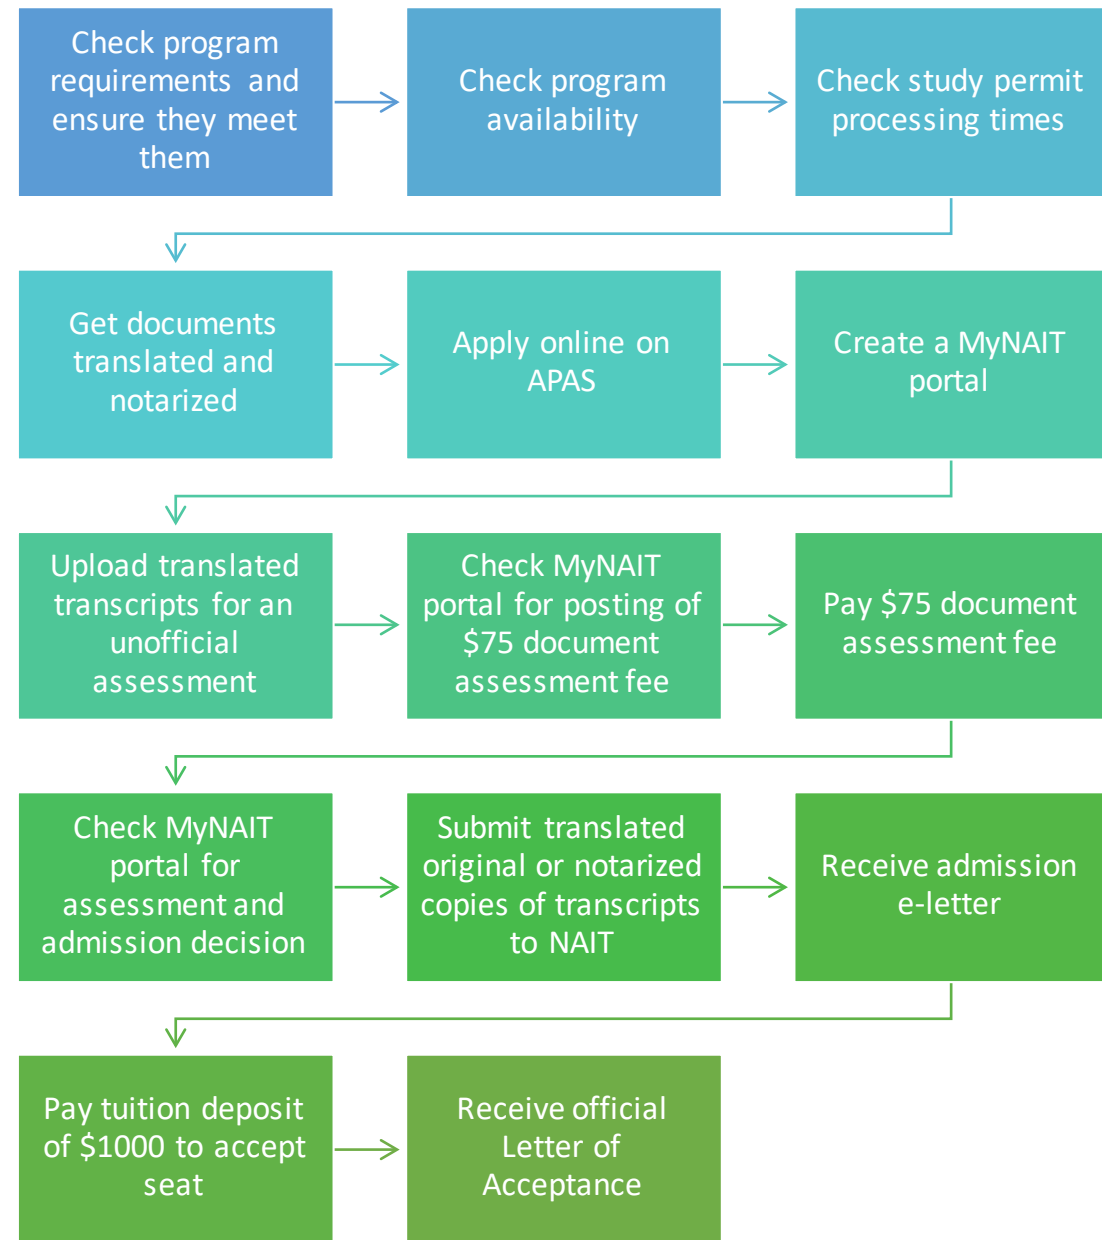 Check program
requirements and
ensure they meet
them
Check program
availability
Check study permit
processing times
Get documents
translated and
notarized
Apply online on
APAS
Create a MyNAIT
portal
Upload translated
transcripts for an
unofficial
assessment
Check MyNAIT
portal for posting of
$75 document
assessment fee
Pay $75 document
assessment fee
Check MyNAIT
portal for
assessment and
admission decision
Submit translated
original or notarized
copies of transcripts
to NAIT
Receive admission
e-letter
Pay tuition deposit
of $1000 to accept
seat
Receive official
Letter of
Acceptance